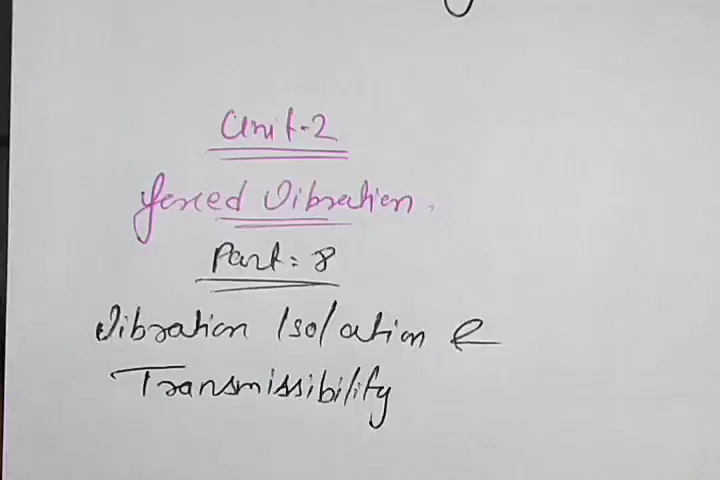 Unit-2
forced Vibration.
Part: 8
Vibration Isolation &
Transmissibility